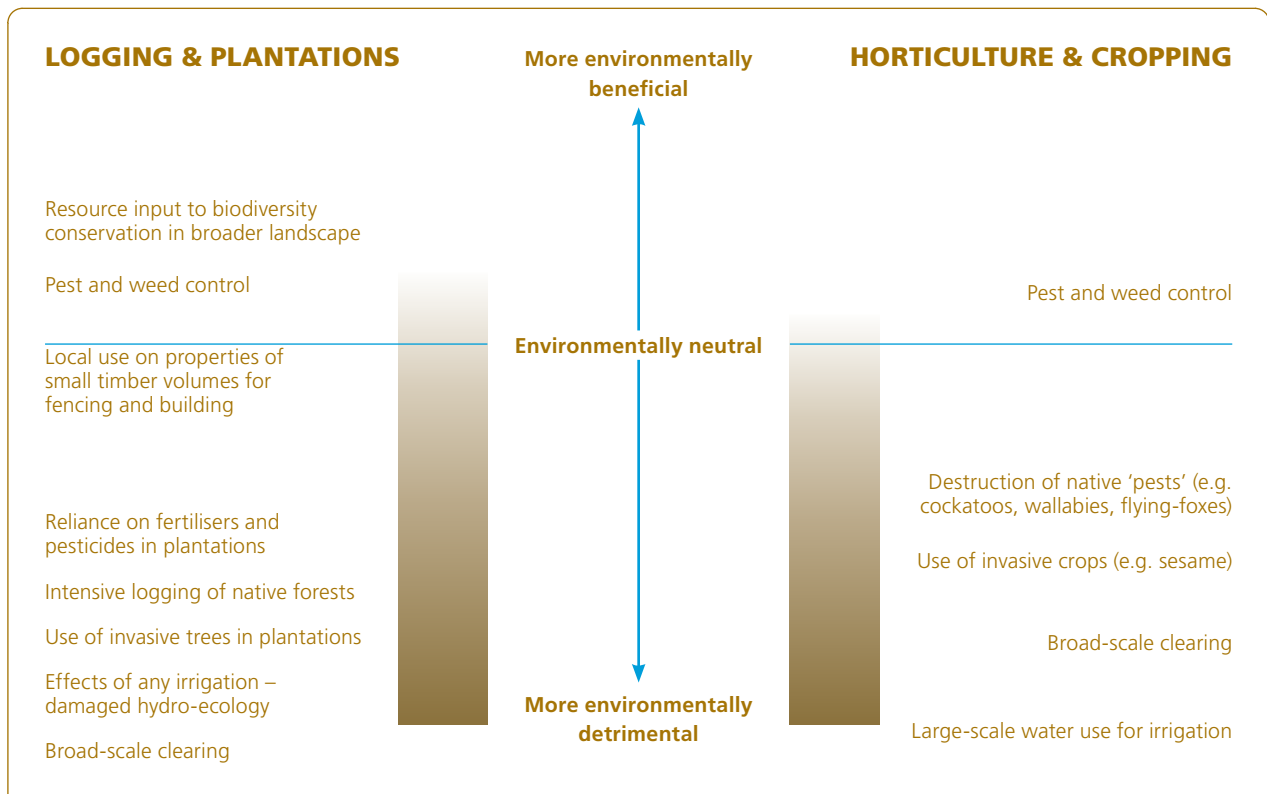 LOGGING & PLANTATIONS
Resource input to biodiversity
conservation in broader landscape
Pest and weed control
Local use on properties of
small timber volumes for
fencing and building
Reliance on fertilisers and
pesticides in plantations
Intensive logging of native forests
Use of invasive trees in plantations
Effects of any irrigation –
damaged hydro-ecology
Broad-scale clearing
More environmentally
beneficial
Environmentally neutral
More environmentally
detrimental
HORTICULTURE & CROPPING
Pest and weed control
Destruction of native ‘pests’ (e.g.
cockatoos, wallabies, flying-foxes)
Use of invasive crops (e.g. sesame)
Broad-scale clearing
Large-scale water use for irrigation